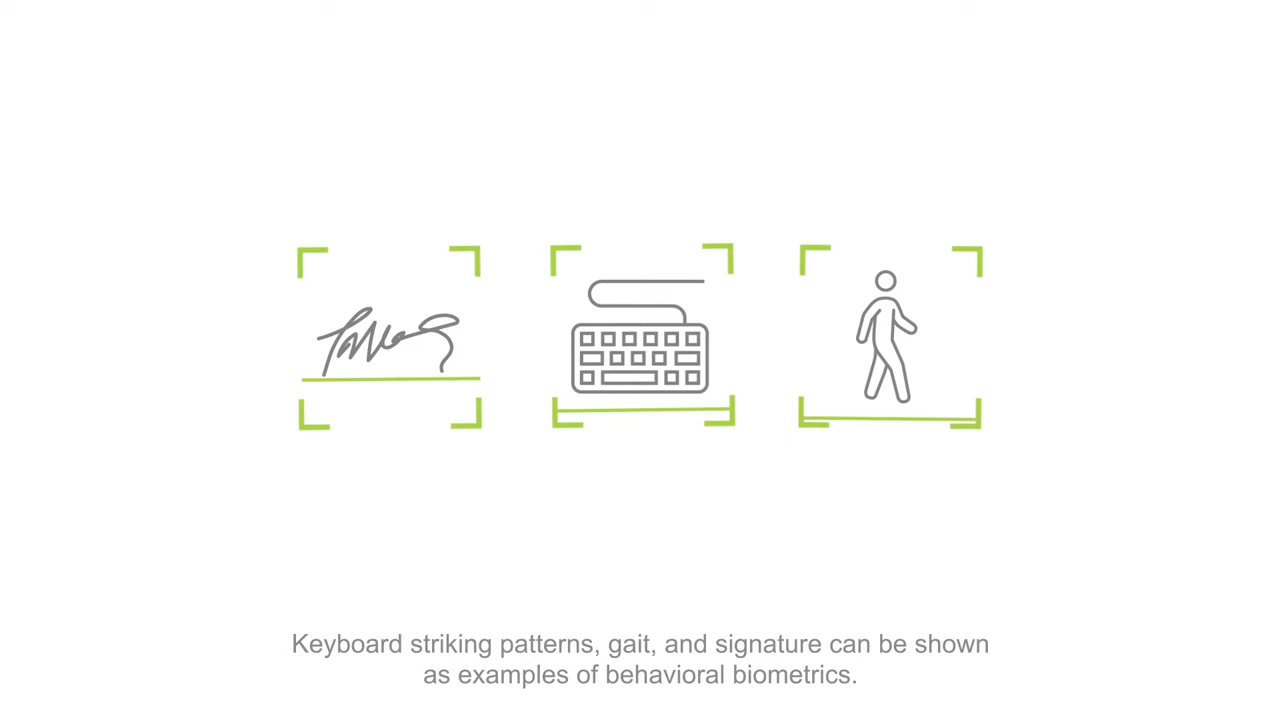 Keyboard striking patterns, gait, and signature can be shown
as examples of behavioral biometrics.